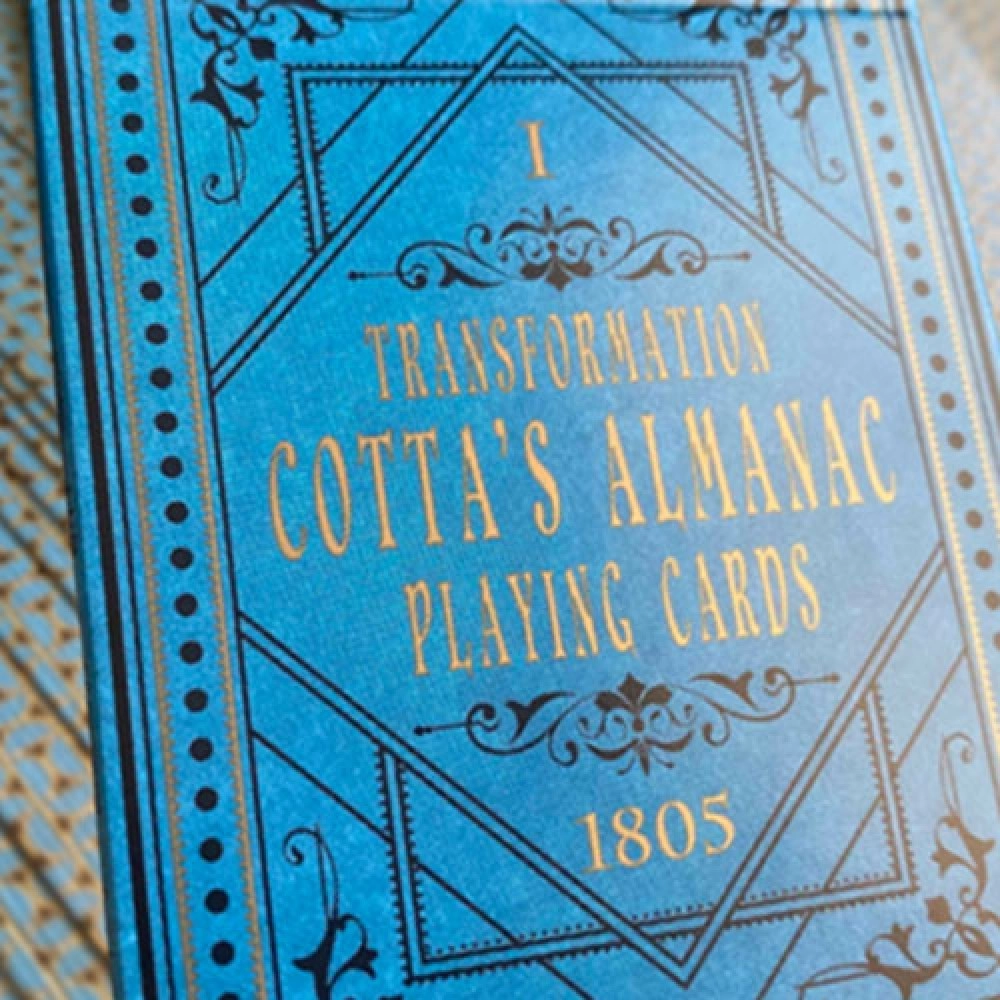 I
TRANSFORMATION
COTTA'S ALMANAC
PLAYING CARDS
1805